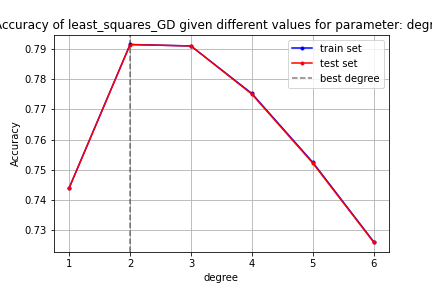 Accuracy of least_squares_GD given different values for parameter: degr
train set
test set
best degree
Accuracy
0.79
0.78
0.77
0.76
0.75
0.74
0.73
1 2 3 4 5 6
degree